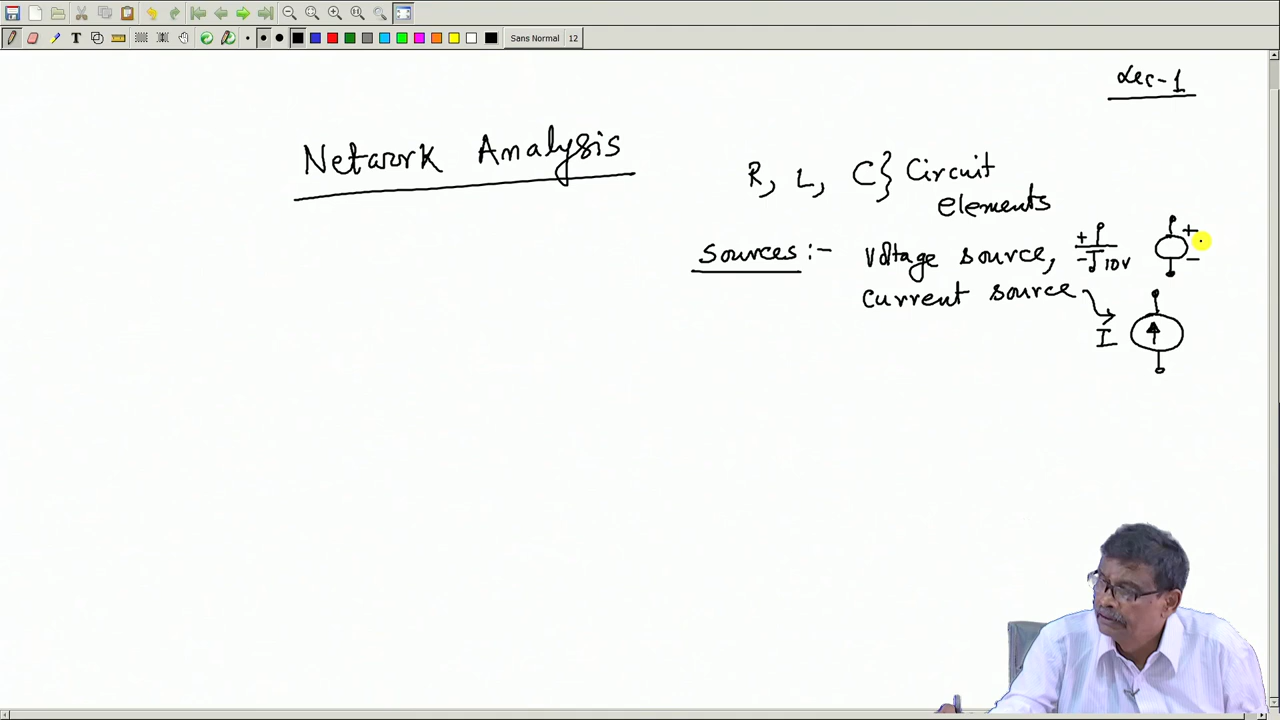 Sans Normal 12
Lec-1
Network Analysis
R, L, C} Circuit
elements
Sources :- Voltage source, + - 10V + -
current source
I